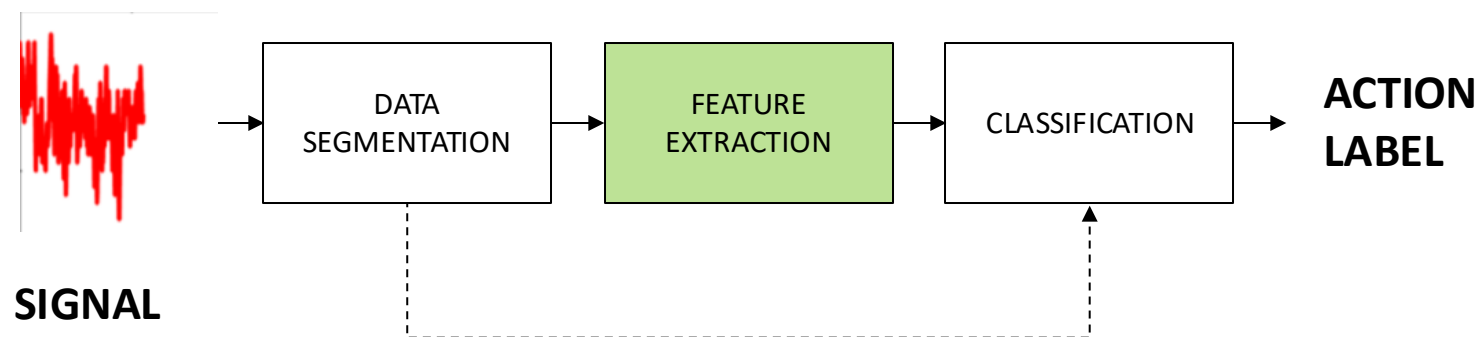 SIGNAL
DATA
SEGMENTATION
FEATURE
EXTRACTION
CLASSIFICATION
ACTION
LABEL